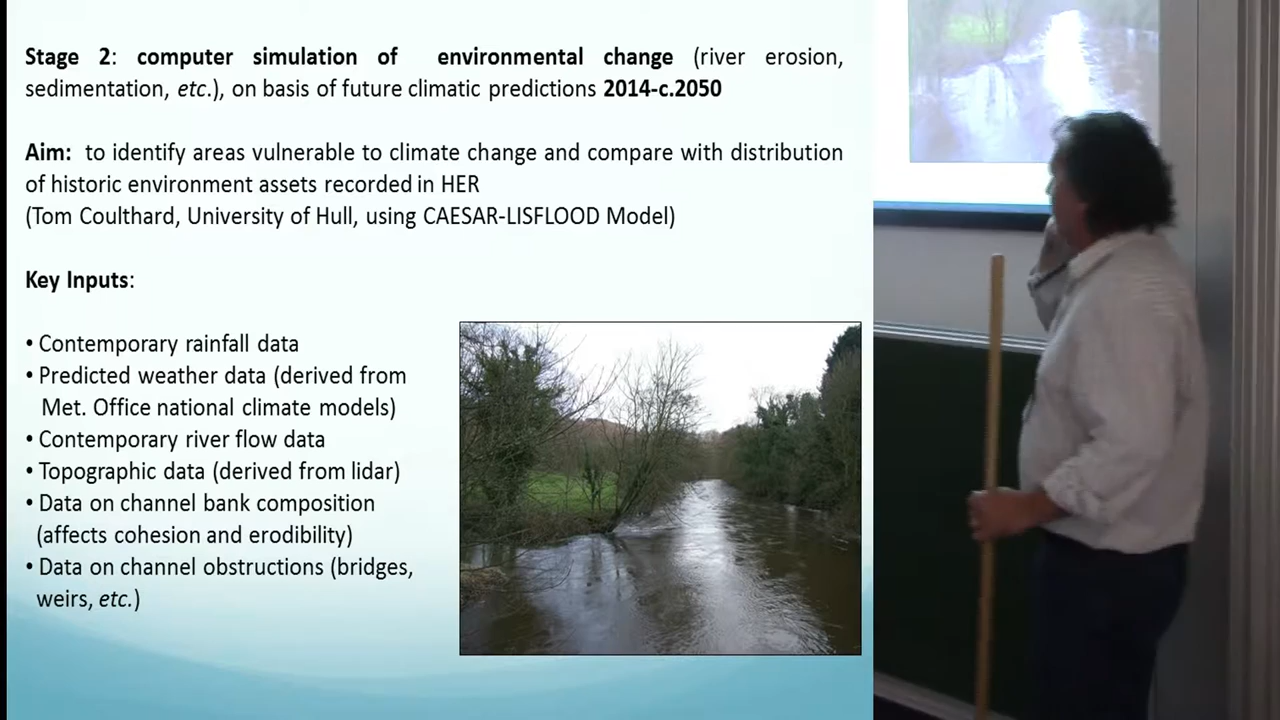 Stage 2: computer simulation of environmental change (river erosion,
sedimentation, etc.), on basis of future climatic predictions 2014-c.2050
Aim: to identify areas vulnerable to climate change and compare with distribution
of historic environment assets recorded in HER
(Tom Coulthard, University of Hull, using CAESAR-LISFLOOD Model)
Key Inputs:
• Contemporary rainfall data
• Predicted weather data (derived from
Met. Office national climate models)
• Contemporary river flow data
• Topographic data (derived from lidar)
• Data on channel bank composition
(affects cohesion and erodibility)
• Data on channel obstructions (bridges,
weirs, etc.)